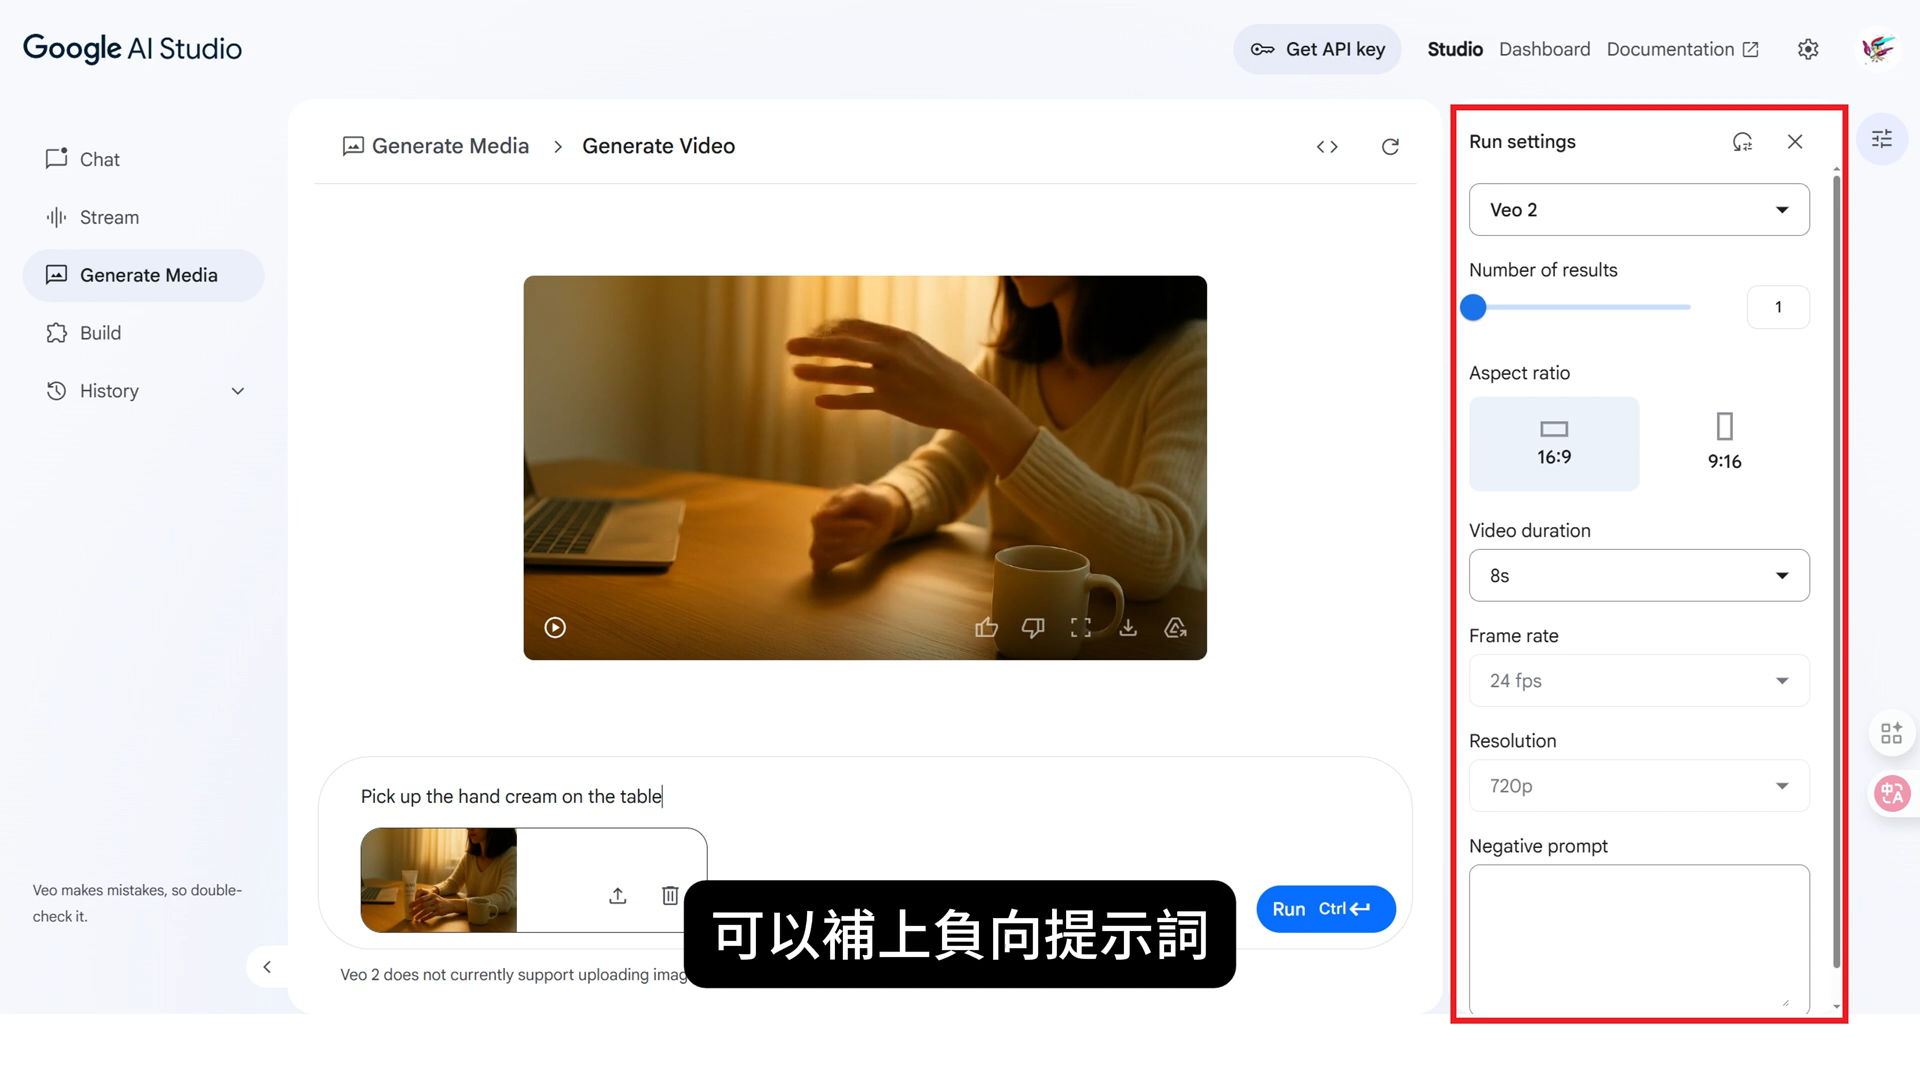 Google AI Studio
Get API key
Studio
Dashboard
Documentation
Chat
Stream
Generate Media
Build
History
Veo makes mistakes, so double-
check it.
Generate Media > Generate Video
Pick up the hand cream on the table
Run Ctrl
Veo 2 does not currently support uploading
可以補上負向提示詞
Run settings
Veo 2
Number of results
1
Aspect ratio
16:9
9:16
Video duration
8s
Frame rate
24 fps
Resolution
720p
Negative prompt
中A